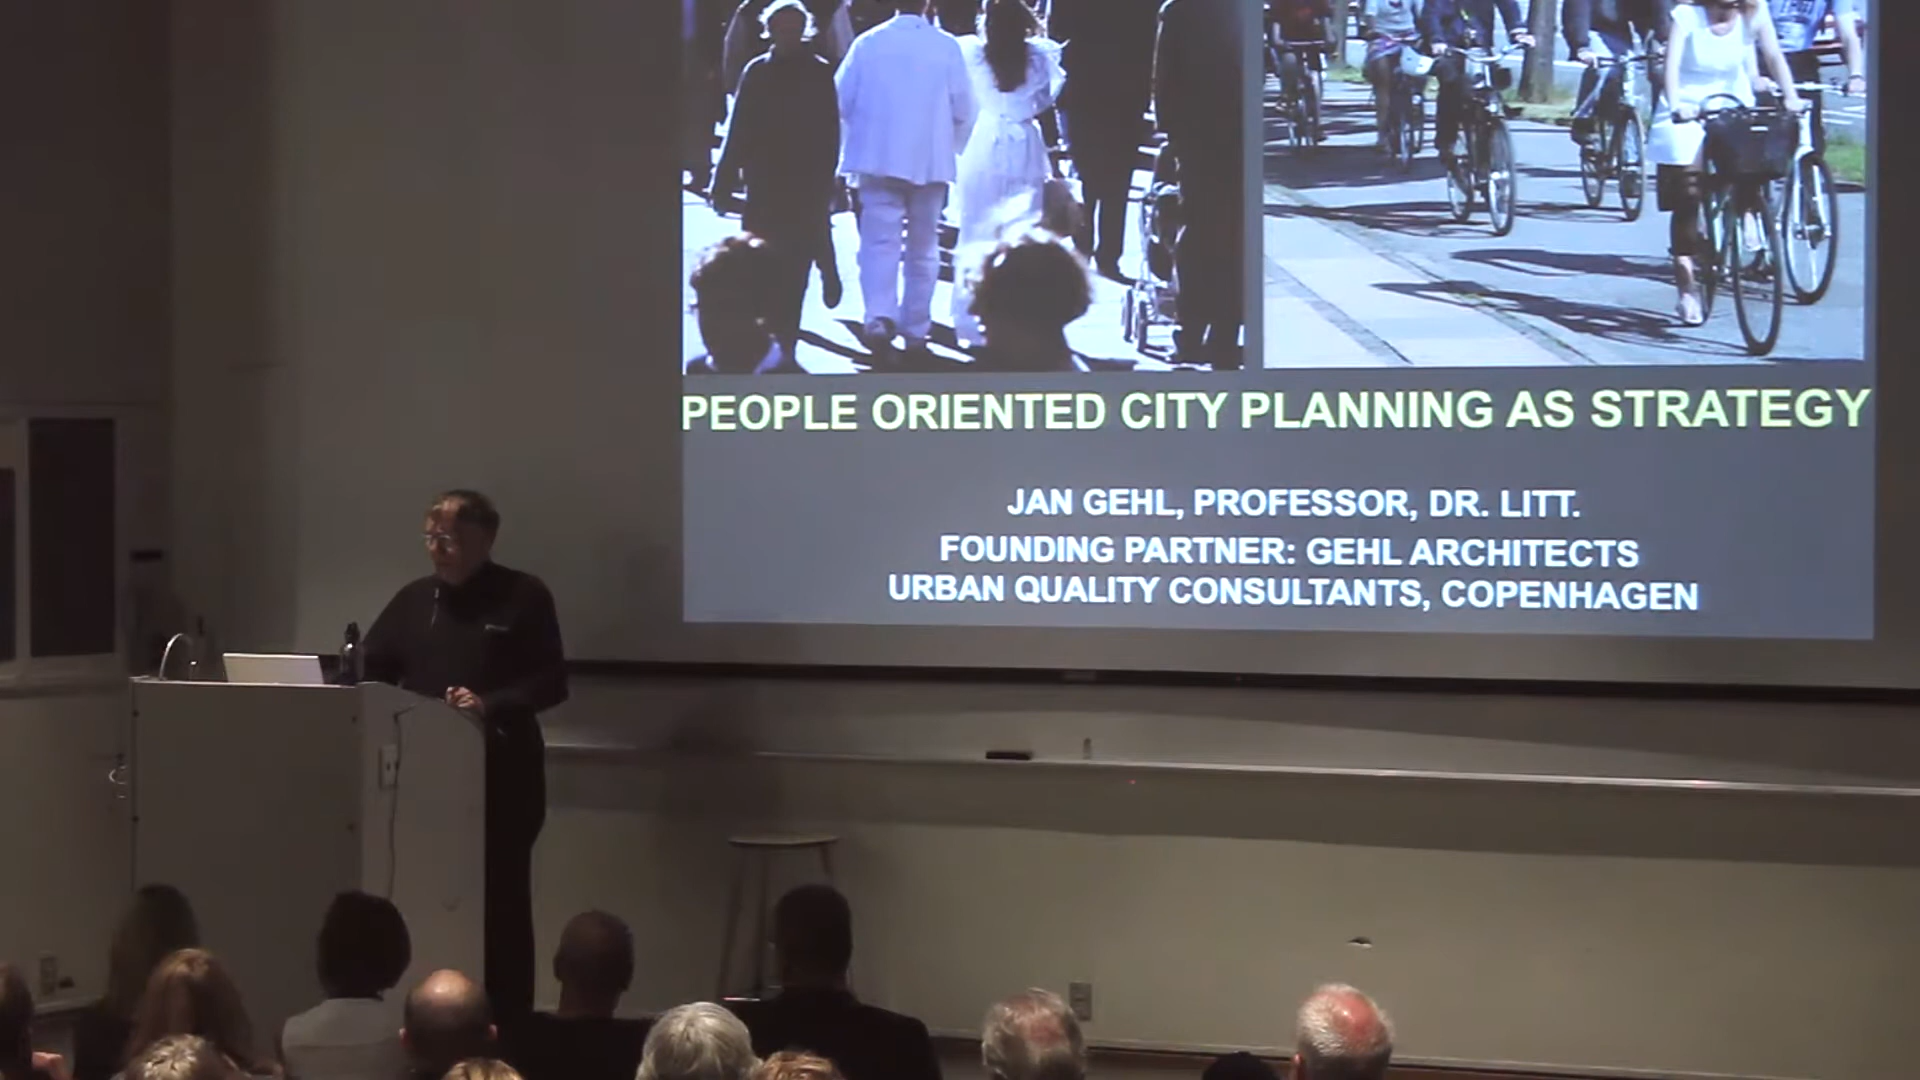 PEOPLE ORIENTED CITY PLANNING AS STRATEGY
JAN GEHL, PROFESSOR, DR. LITT.
FOUNDING PARTNER: GEHL ARCHITECTS
URBAN QUALITY CONSULTANTS, COPENHAGEN